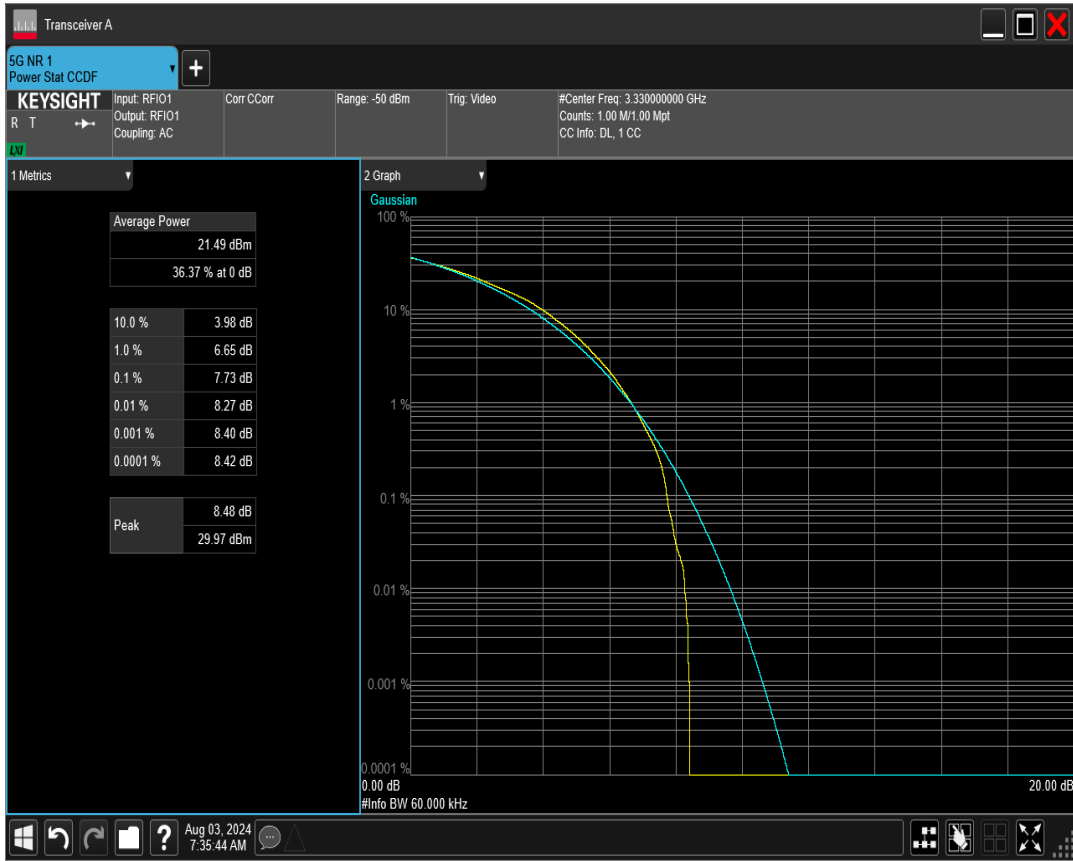 Transceiver A
5G NR 1
Power Stat CCDF
KEYSIGHT
R T
LXI
Input: RFIO1
Output: RFIO1
Coupling: AC
Corr CCorr
Range: -50 dBm
Trig: Video
#Center Freq: 3.330000000 GHz
Counts: 1.00 M/1.00 Mpt
CC Info: DL, 1 CC
1 Metrics
Average Power
21.49 dBm
36.37 % at 0 dB
10.0 % 3.98 dB
1.0 % 6.65 dB
0.1 % 7.73 dB
0.01 % 8.27 dB
0.001 % 8.40 dB
0.0001 % 8.42 dB
Peak
8.48 dB
29.97 dBm
2 Graph
Gaussian
100 %
10 %
1 %
0.1 %
0.01 %
0.001 %
0.0001 %
0.00 dB 20.00 dB
#Info BW 60.000 kHz
?
Aug 03, 2024
7:35:44 AM